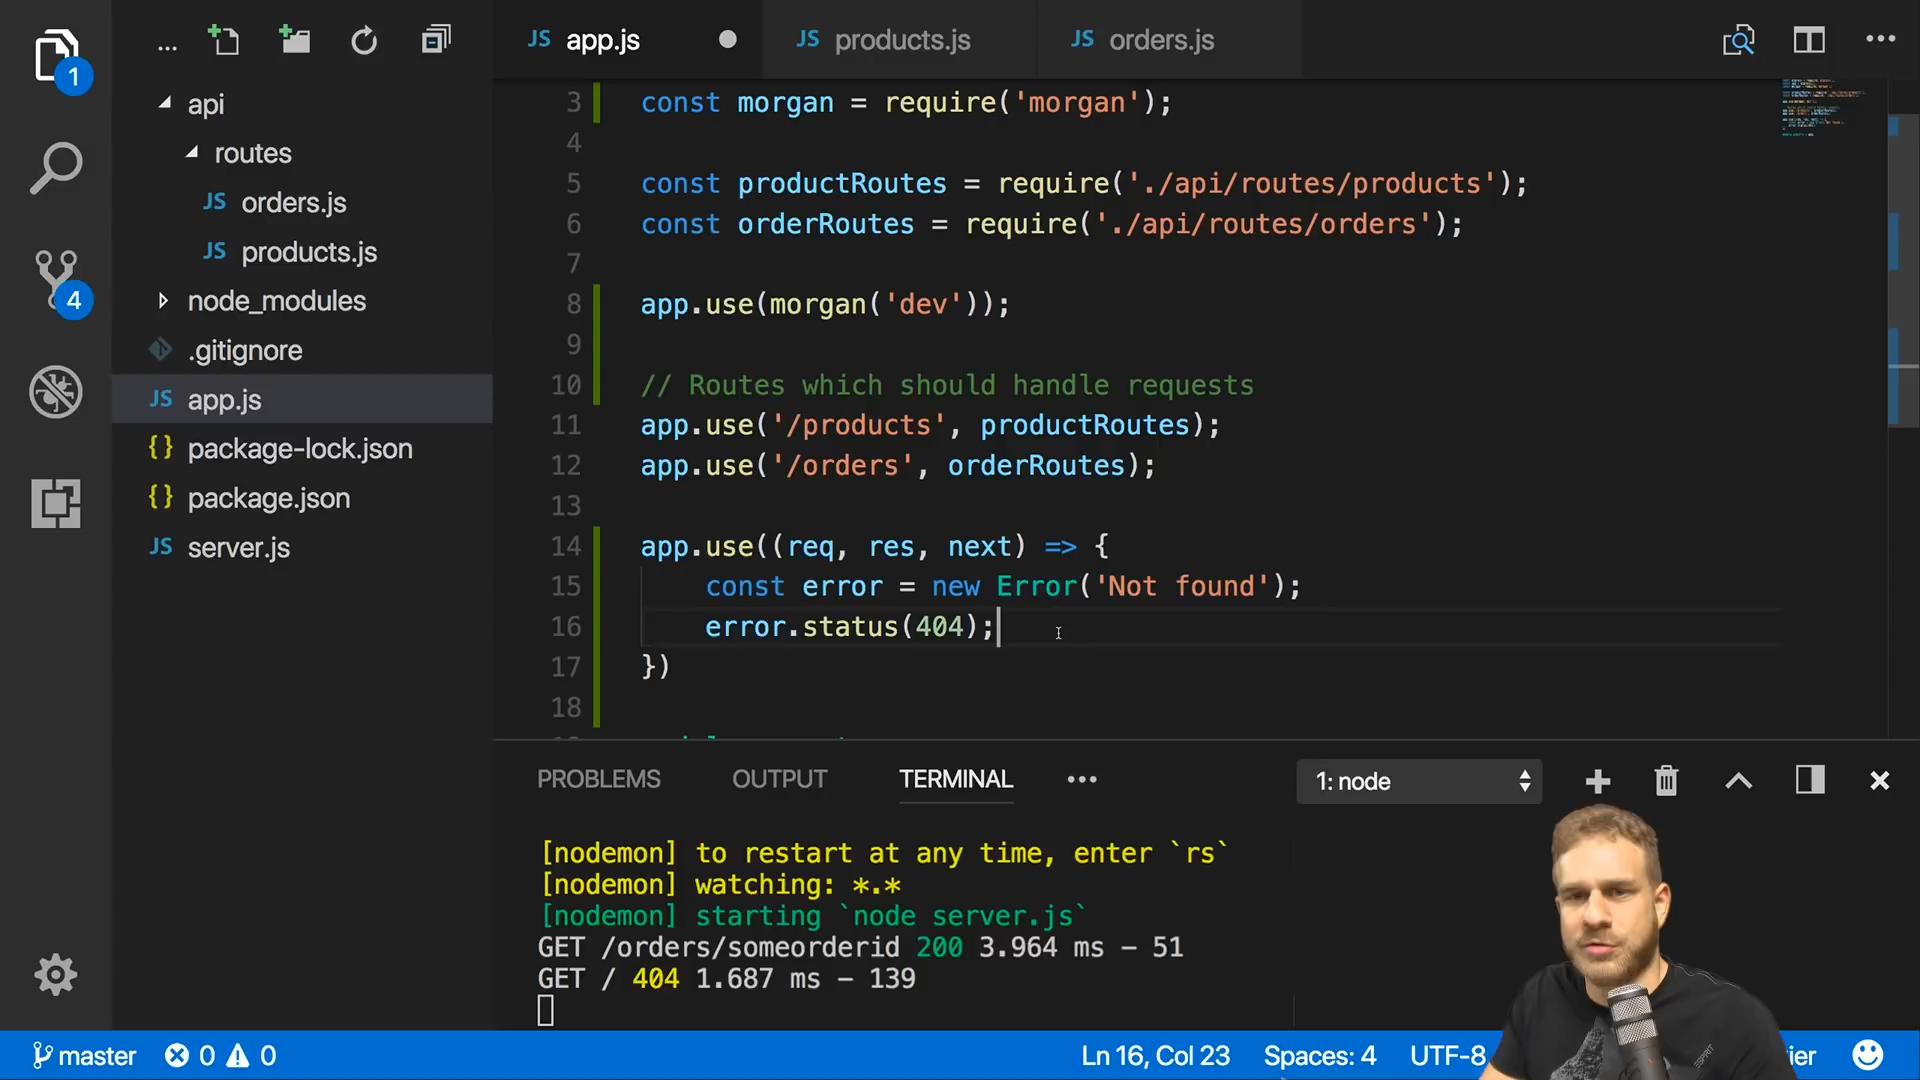 1
...
JS app.js
JS products.js
JS orders.js
...
api
routes
JS orders.js
JS products.js
4
node_modules
.gitignore
JS app.js
{} package-lock.json
{} package.json
JS server.js
3 const morgan = require('morgan');
4
5 const productRoutes = require('./api/routes/products');
6 const orderRoutes = require('./api/routes/orders');
7
8 app.use(morgan('dev'));
9
10 // Routes which should handle requests
11 app.use('/products', productRoutes);
12 app.use('/orders', orderRoutes);
13
14 app.use((req, res, next) => {
15 const error = new Error('Not found');
16 error.status(404);
17 })
18
PROBLEMS OUTPUT TERMINAL ... 1: node
[nodemon] to restart at any time, enter `rs`
[nodemon] watching: *.*
[nodemon] starting `node server.js`
GET /orders/someorderid 200 3.964 ms - 51
GET / 404 1.687 ms - 139
master 0 0 Ln 16, Col 23 Spaces: 4 UTF-8 ier